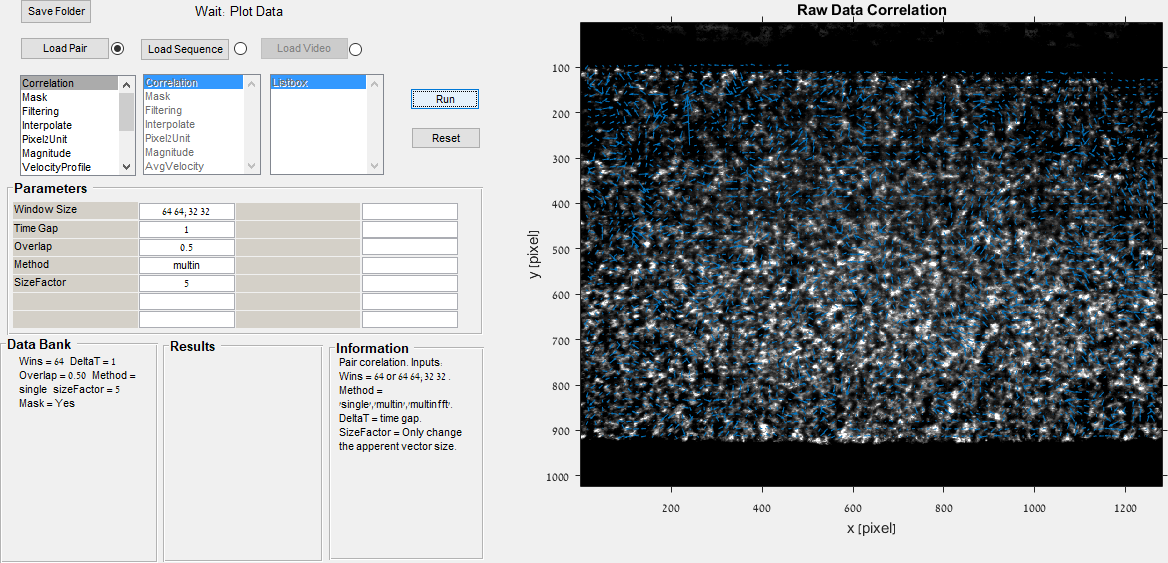 Save Folder
Wait: Plot Data
Load Pair
Load Sequence
Load Video
Correlation
Mask
Filtering
Interpolate
Pixel2Unit
Magnitude
VelocityProfile
Correlation
Mask
Filtering
Interpolate
Pixel2Unit
Magnitude
AvgVelocity
Listbox
Run
Reset
Parameters
Window Size 64 64; 32 32
Time Gap 1
Overlap 0.5
Method multin
SizeFactor 5
Data Bank
Wins = 64 DeltaT = 1
Overlap = 0.50 Method =
single sizeFactor = 5
Mask = Yes
Results
Information
Pair corelation. Inputs:
Wins = 64 or 64 64; 32 32 .
Method =
'single','multin','multinfft'.
DeltaT = time gap.
SizeFactor = Only change
the apperent vector size.
Raw Data Correlation
y [pixel]
100
200
300
400
500
600
700
800
900
1000
200 400 600 800 1000 1200
x [pixel]